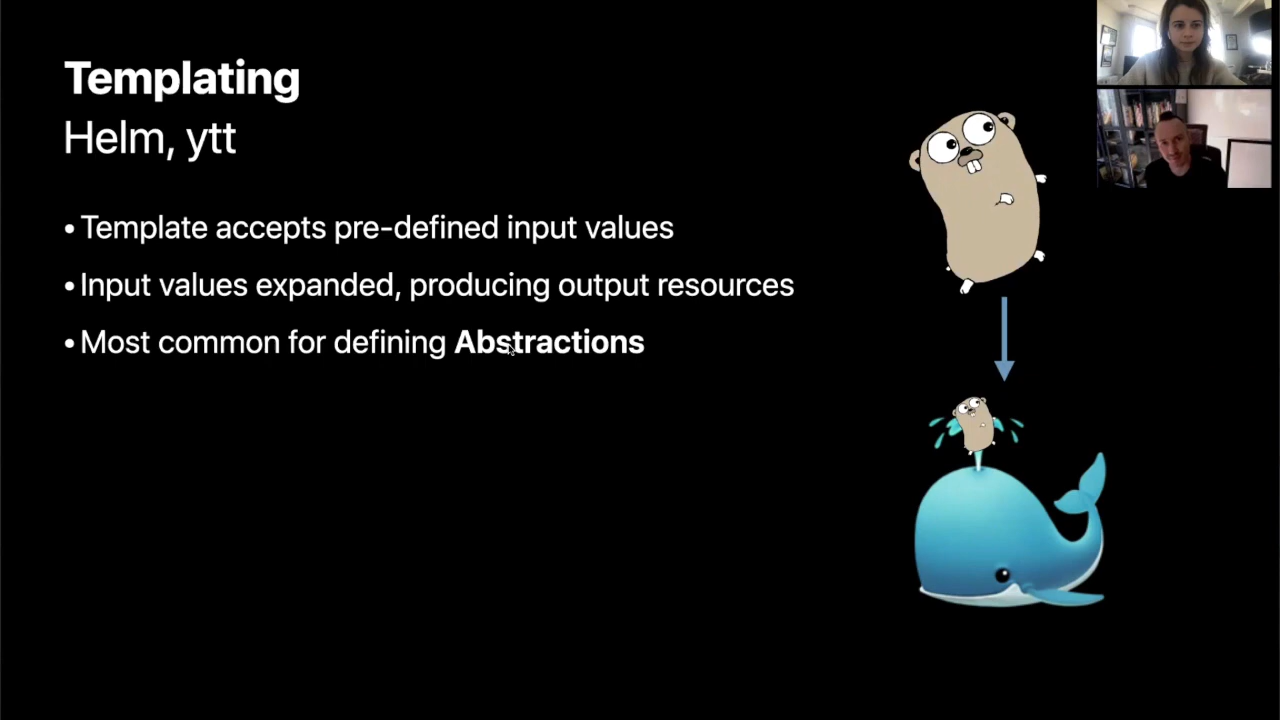 Templating
Helm, ytt
• Template accepts pre-defined input values
• Input values expanded, producing output resources
• Most common for defining Abstractions